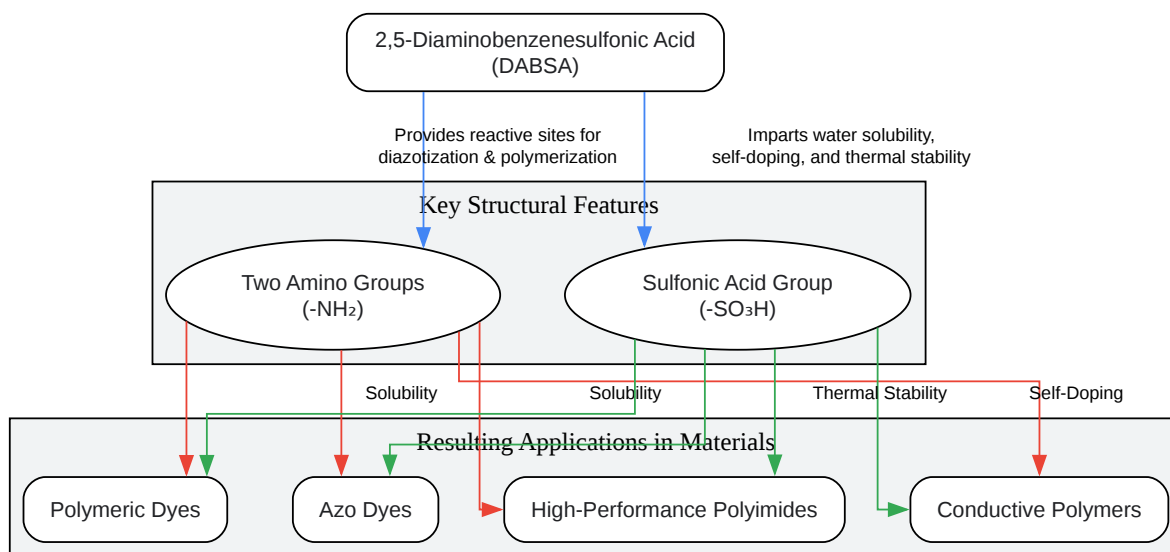 2,5-Diaminobenzenesulfonic Acid
(DABSA)
Provides reactive sites for
diazotization & polymerization
Imparts water solubility,
self-doping, and thermal stability
Key Structural Features
Two Amino Groups
(-NH₂)
Sulfonic Acid Group
(-SO₃H)
Solubility
Solubility
Thermal Stability
Self-Doping
Resulting Applications in Materials
Polymeric Dyes
Azo Dyes
High-Performance Polyimides
Conductive Polymers